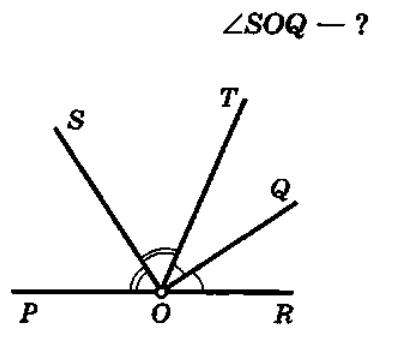 ∠SOQ — ?
T
S
Q
P O R